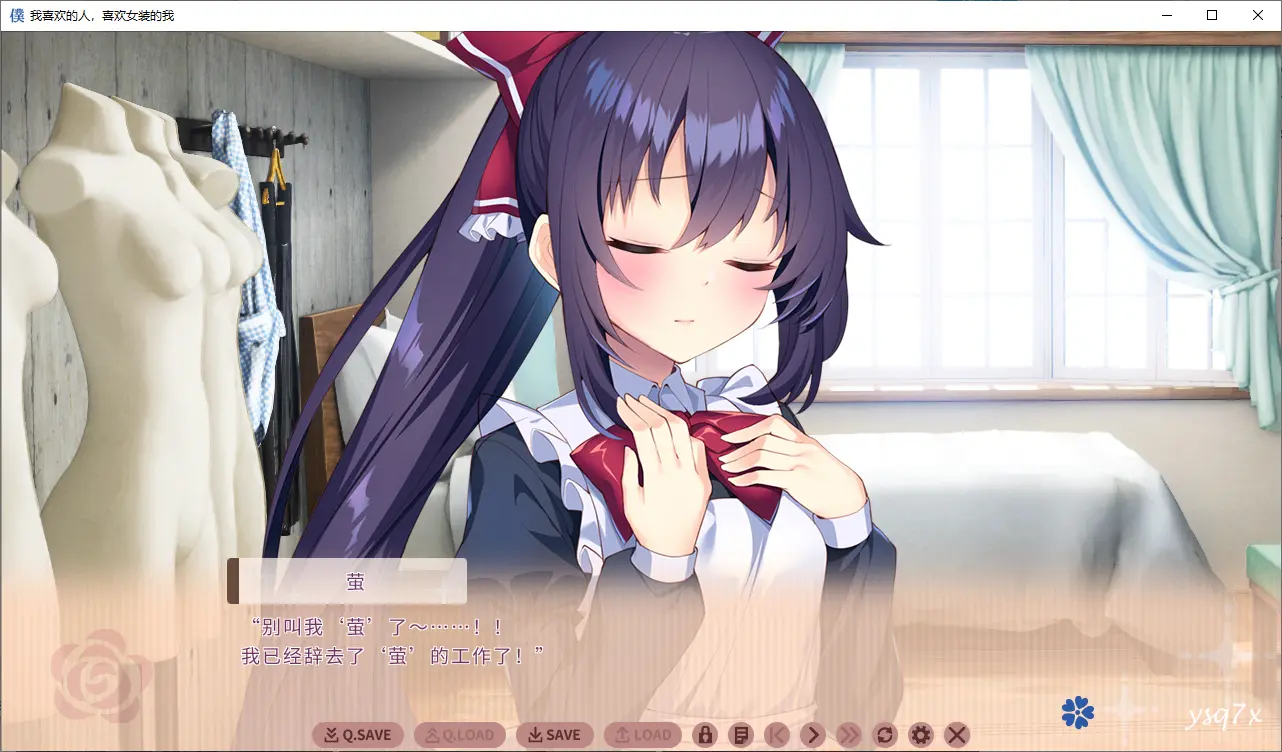 僕 我喜欢的人，喜欢女装的我
萤
“别叫我‘萤’了～……！！
我已经辞去了‘萤’的工作了！”
Q.SAVE Q.LOAD SAVE LOAD
ysq7x